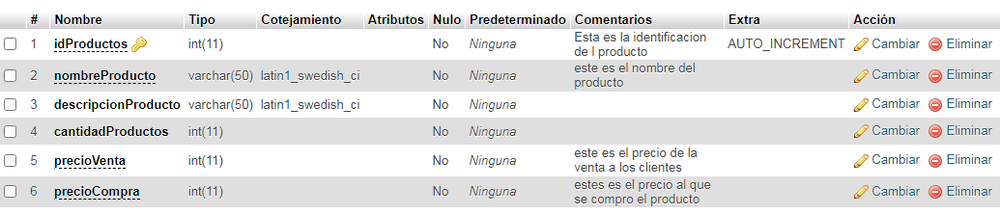 # Nombre Tipo Cotejamiento Atributos Nulo Predeterminado Comentarios Extra Acción
1 idProductos int(11) No Ninguna Esta es la identificacion de l producto AUTO_INCREMENT Cambiar Eliminar
2 nombreProducto varchar(50) latin1_swedish_ci No Ninguna este es el nombre del producto Cambiar Eliminar
3 descripcionProducto varchar(50) latin1_swedish_ci No Ninguna Cambiar Eliminar
4 cantidadProductos int(11) No Ninguna Cambiar Eliminar
5 precioVenta int(11) No Ninguna este es el precio de la venta a los clientes Cambiar Eliminar
6 precioCompra int(11) No Ninguna estes es el precio al que se compro el producto Cambiar Eliminar